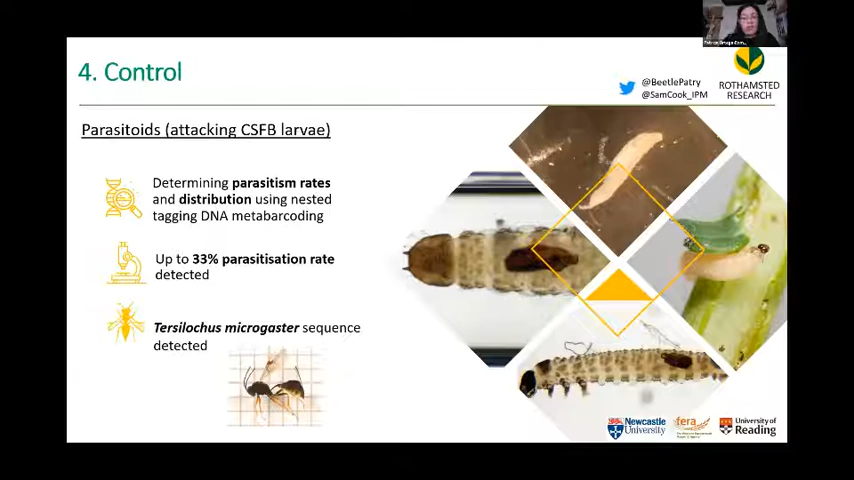 4. Control
@BeetlePatry
@SamCook_IPM
ROTHAMSTED
RESEARCH
Parasitoids (attacking CSFB larvae)
Determining parasitism rates
and distribution using nested
tagging DNA metabarcoding
Up to 33% parasitisation rate
detected
Tersilochus microgaster sequence
detected
Newcastle
University
fera
University of
Reading